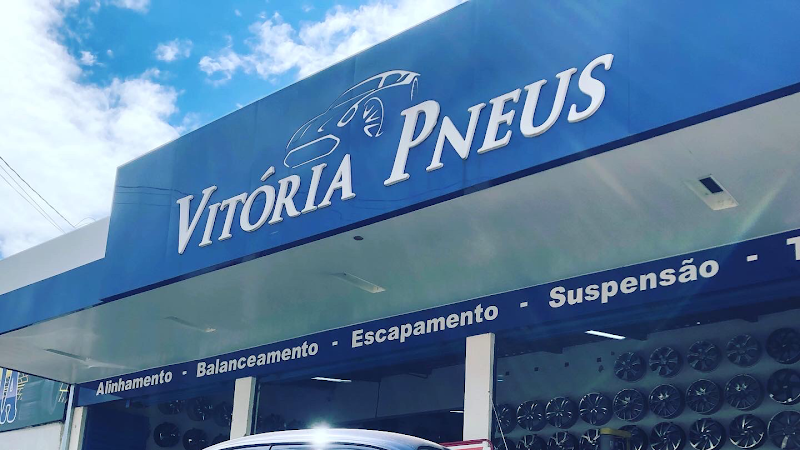 VITÓRIA PNEUS
Alinhamento - Balanceamento - Escapamento - Suspensão - T